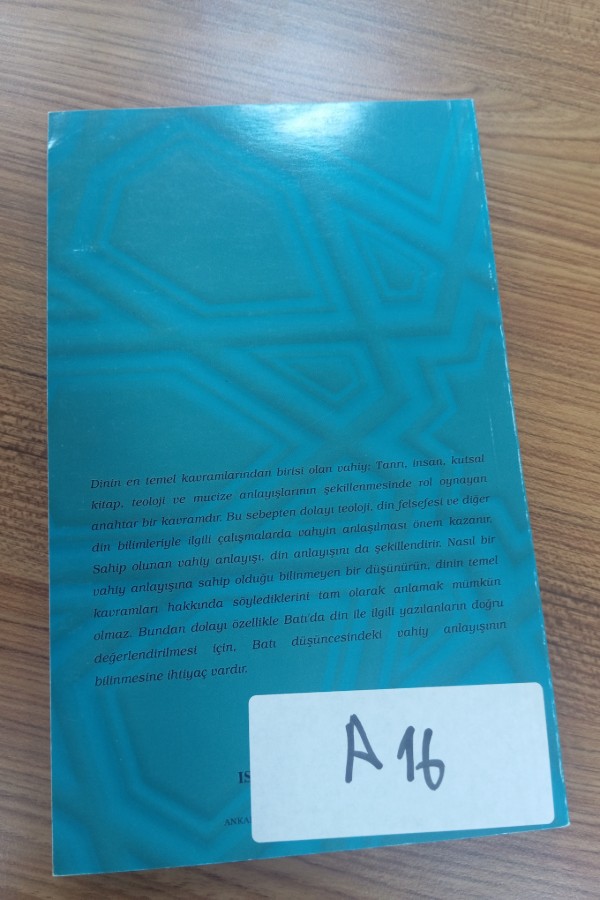 Dinin en temel kavramlarından birisi olan vahiy; Tanrı, insan, kutsal
kitap, teoloji ve mucize anlayışlarının şekillenmesinde rol oynayan
anahtar bir kavramdır. Bu sebepten dolayı teoloji, din felsefesi ve diğer
din bilimleriyle ilgili çalışmalarda vahyin anlaşılması önem kazanır.
Sahip olunan vahiy anlayışı, din anlayışını da şekillendirir. Nasıl bir
vahiy anlayışına sahip olduğu bilinmeyen bir düşünürün, dinin temel
kavramları hakkında söylediklerini tam olarak anlamak mümkün
olmaz. Bundan dolayı özellikle Batı'da din ile ilgili yazılanların doğru
değerlendirilmesi için, Batı düşüncesindeki vahiy anlayışının
bilinmesine ihtiyaç vardır.
A 16
IS
ANKA